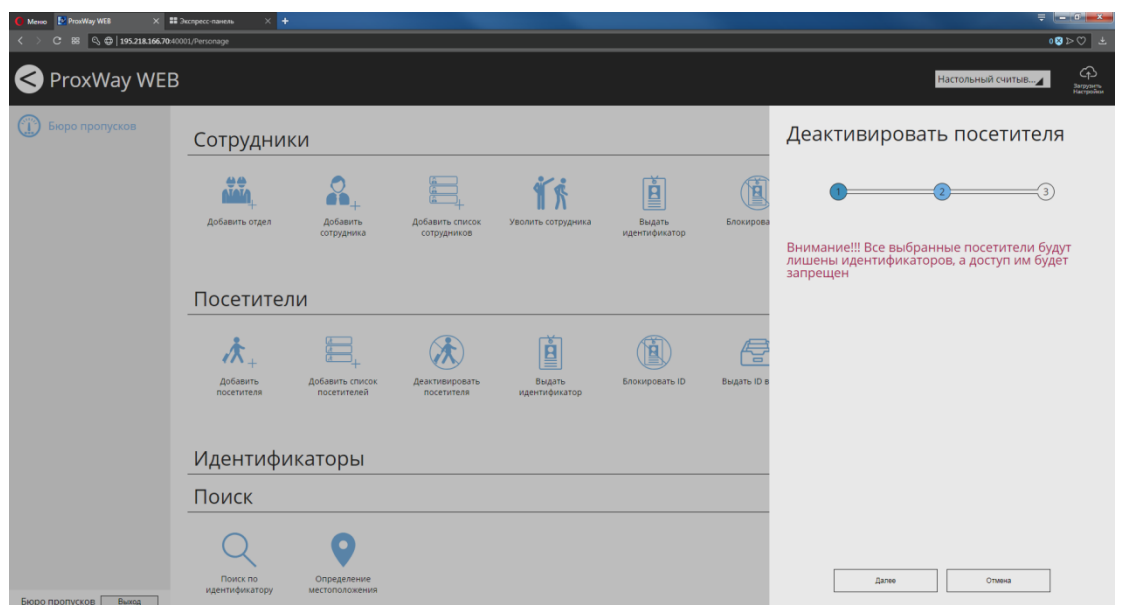 Меню ProxWay WEB Экспресс-панель
195.218.166.70:40001/Personage
ProxWay WEB
Настольный считыв...
Загрузить
Настройки
Бюро пропусков
Сотрудники
Добавить отдел
Добавить
сотрудника
Добавить список
сотрудников
Уволить сотрудника
Выдать
идентификатор
Блокирова
Посетители
Добавить
посетителя
Добавить список
посетителей
Деактивировать
посетителя
Выдать
идентификатор
Блокировать ID
Выдать ID в
Идентификаторы
Поиск
Поиск по
идентификатору
Определение
местоположения
Бюро пропусков Выход
Деактивировать посетителя
1 2 3
Внимание!!! Все выбранные посетители будут
лишены идентификаторов, а доступ им будет
запрещен
Далее Отмена